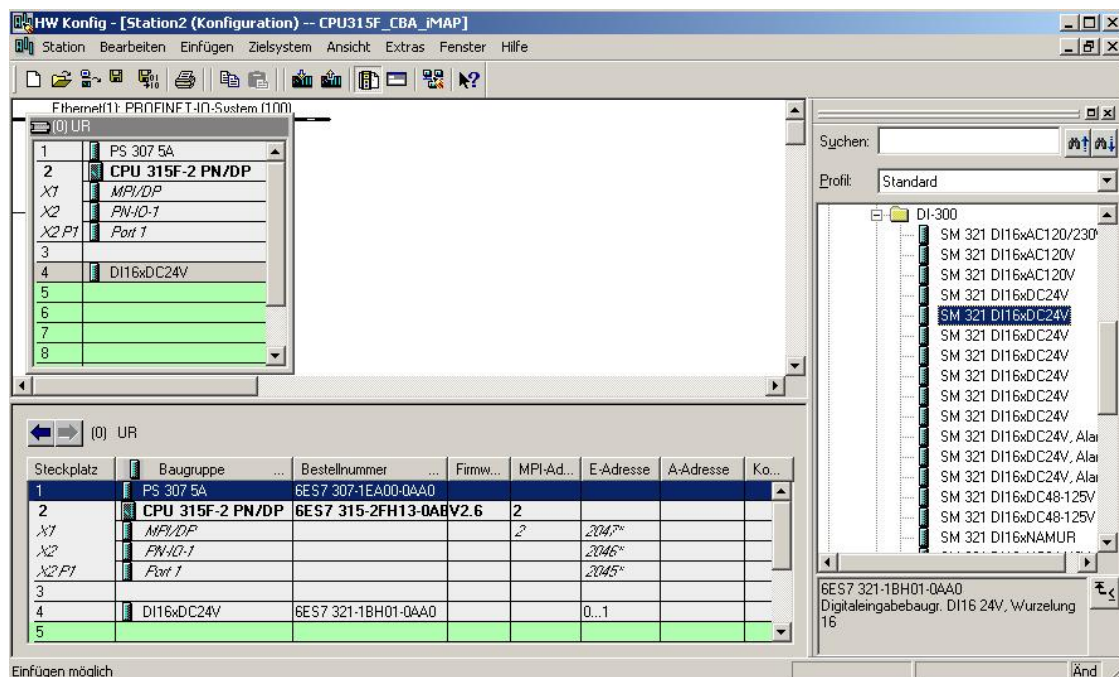 HW Konfig - [Station2 (Konfiguration) -- CPU315F_CBA_iMAP]
Station Bearbeiten Einfügen Zielsystem Ansicht Extras Fenster Hilfe
Ethernet(1): PROFINET-IO-System (100)
(0) UR
1 PS 307 5A
2 CPU 315F-2 PN/DP
X1 MPI/DP
X2 PN-IO-1
X2 P1 Port 1
3
4 DI16xDC24V
5
6
7
8
Suchen:
Profil: Standard
DI-300
SM 321 DI16xAC120/230V
SM 321 DI16xAC120V
SM 321 DI16xAC120V
SM 321 DI16xDC24V
SM 321 DI16xDC24V
SM 321 DI16xDC24V
SM 321 DI16xDC24V
SM 321 DI16xDC24V
SM 321 DI16xDC24V
SM 321 DI16xDC24V
SM 321 DI16xDC24V, Alar
SM 321 DI16xDC24V, Alar
SM 321 DI16xDC24V, Alar
SM 321 DI16xDC48-125V
SM 321 DI16xDC48-125V
SM 321 DI16xNAMUR
6ES7 321-1BH01-0AA0
Digitaleingabebaugr. DI16 24V, Wurzelung
16
(0) UR
Steckplatz Baugruppe ... Bestellnummer ... Firmw... MPI-Ad... E-Adresse A-Adresse Ko...
1 PS 307 5A 6ES7 307-1EA00-0AA0
2 CPU 315F-2 PN/DP 6ES7 315-2FH13-0AB V2.6 2
X1 MPI/DP 2 2047*
X2 PN-IO-1 2046*
X2 P1 Port 1 2045*
3
4 DI16xDC24V 6ES7 321-1BH01-0AA0 0...1
5
Einfügen möglich Änd